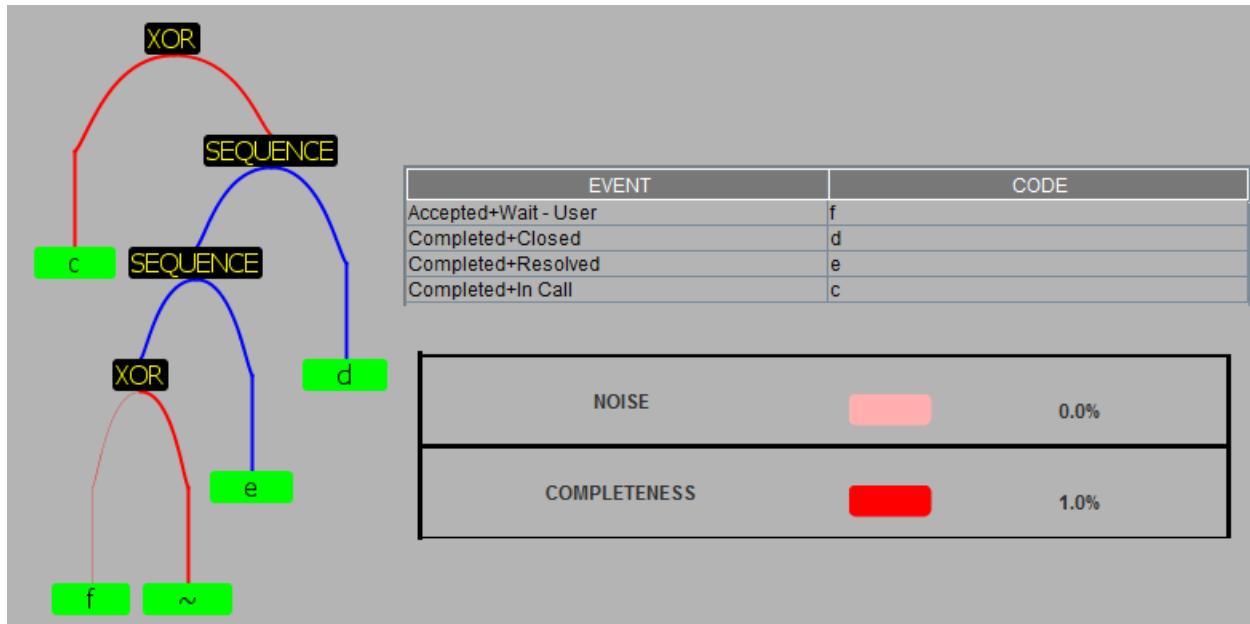 XOR
SEQUENCE
c
SEQUENCE
XOR
d
e
f
~
EVENT CODE
Accepted+Wait - User f
Completed+Closed d
Completed+Resolved e
Completed+In Call c
NOISE 0.0%
COMPLETENESS 1.0%